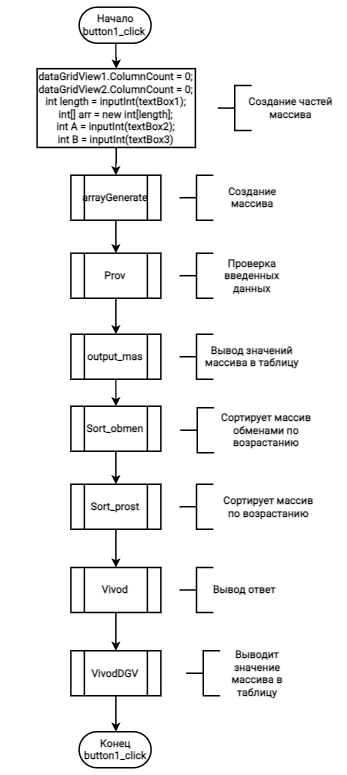 Начало
button1_click
dataGridView1.ColumnCount = 0;
dataGridView2.ColumnCount = 0;
int length = inputInt(textBox1);
int[] arr = new int[length];
int A = inputInt(textBox2);
int B = inputInt(textBox3)
Создание частей
массива
arrayGenerate
Создание
массива
Prov
Проверка
введенных
данных
output_mas
Вывод значений
массива в таблицу
Sort_obmen
Сортирует массив
обменами по
возрастанию
Sort_prost
Сортирует массив
по возрастанию
Vivod
Вывод ответ
VivodDGV
Выводит
значение
массива в
таблицу
Конец
button1_click